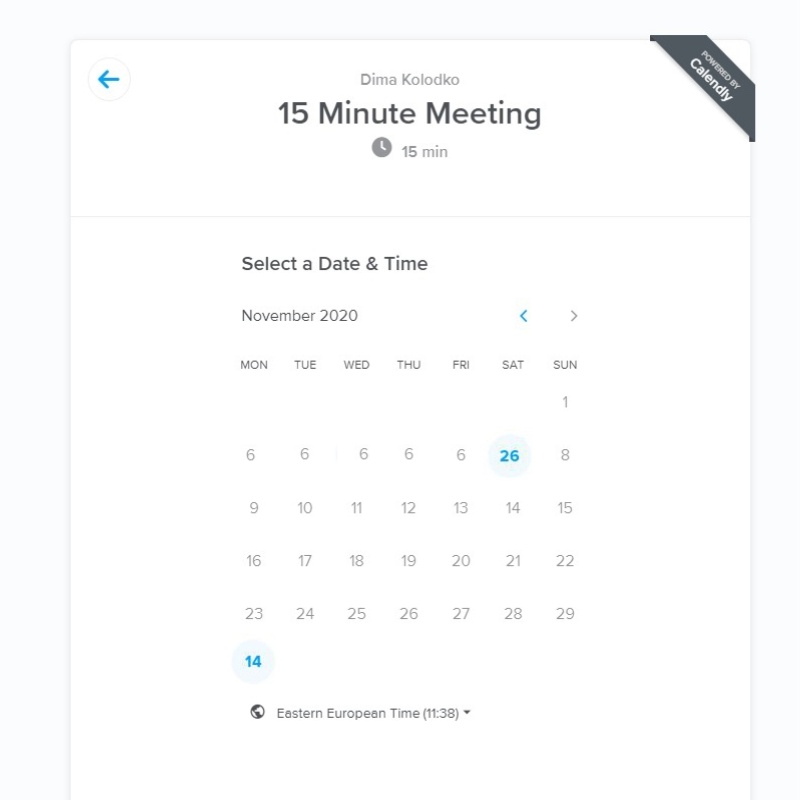 POWERED BY
Calendly
Dima Kolodko
15 Minute Meeting
15 min
Select a Date & Time
November 2020
MON TUE WED THU FRI SAT SUN
1
6 6 6 6 6 26 8
9 10 11 12 13 14 15
16 17 18 19 20 21 22
23 24 25 26 27 28 29
14
Eastern European Time (11:38)